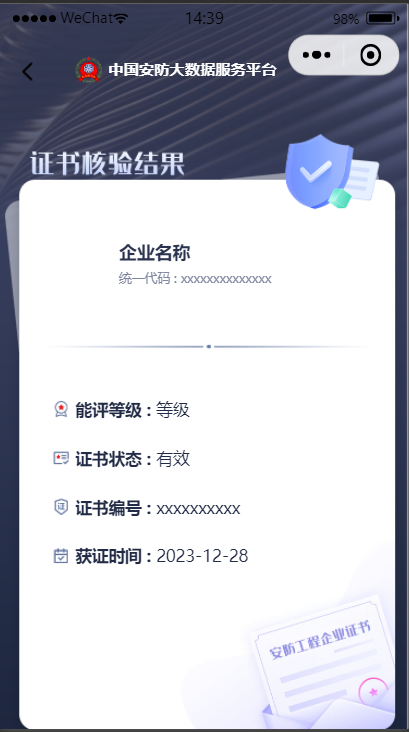 WeChat 14:39 98%
中国安防大数据服务平台
证书核验结果
企业名称
统一代码 : xxxxxxxxxxxxxx
能评等级 : 等级
证书状态 : 有效
证书编号 : xxxxxxxxxx
获证时间 : 2023-12-28
安防工程企业证书